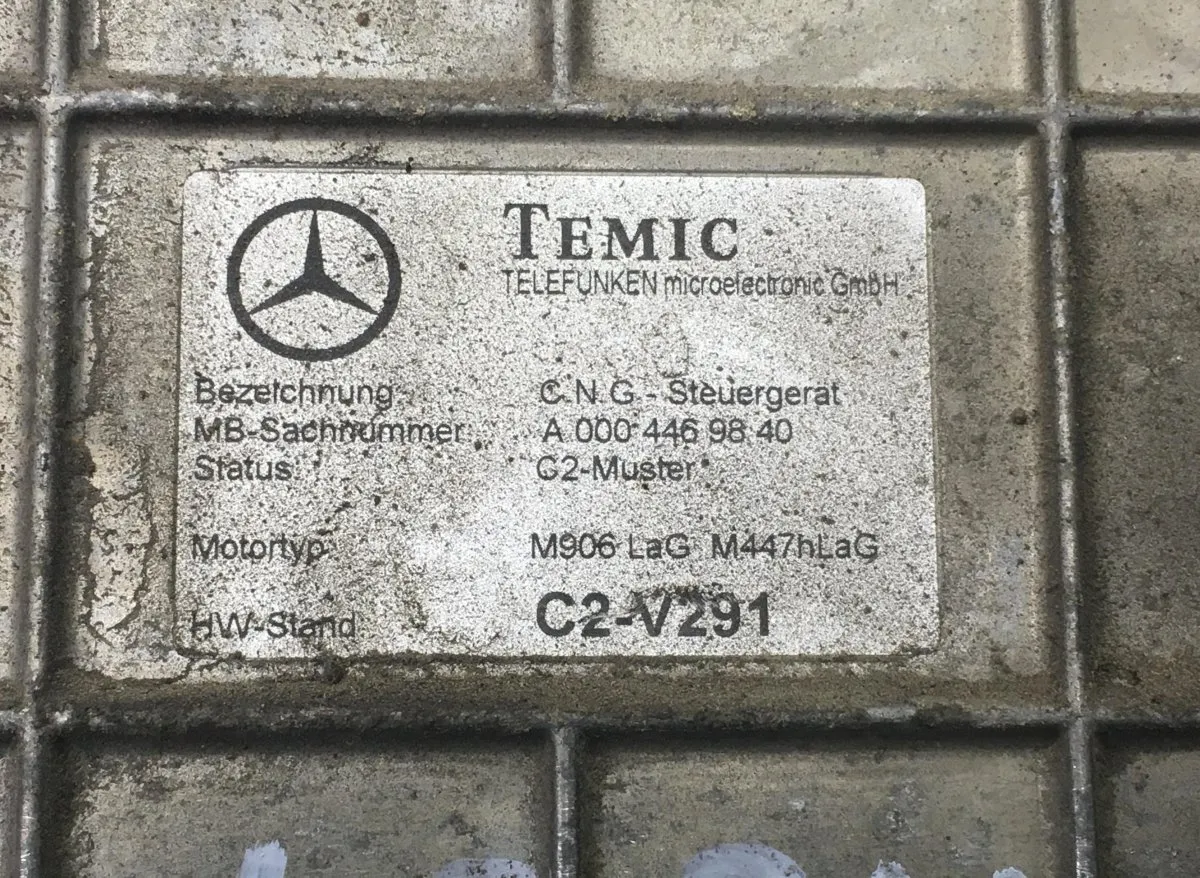 TEMIC
TELEFUNKEN microelectronic GmbH
Bezeichnung C.N.G - Steuergerät
MB-Sachnummer A 000 446 98 40
Status C2-Muster
Motortyp M906 LaG M447hLaG
HW-Stand C2-V291